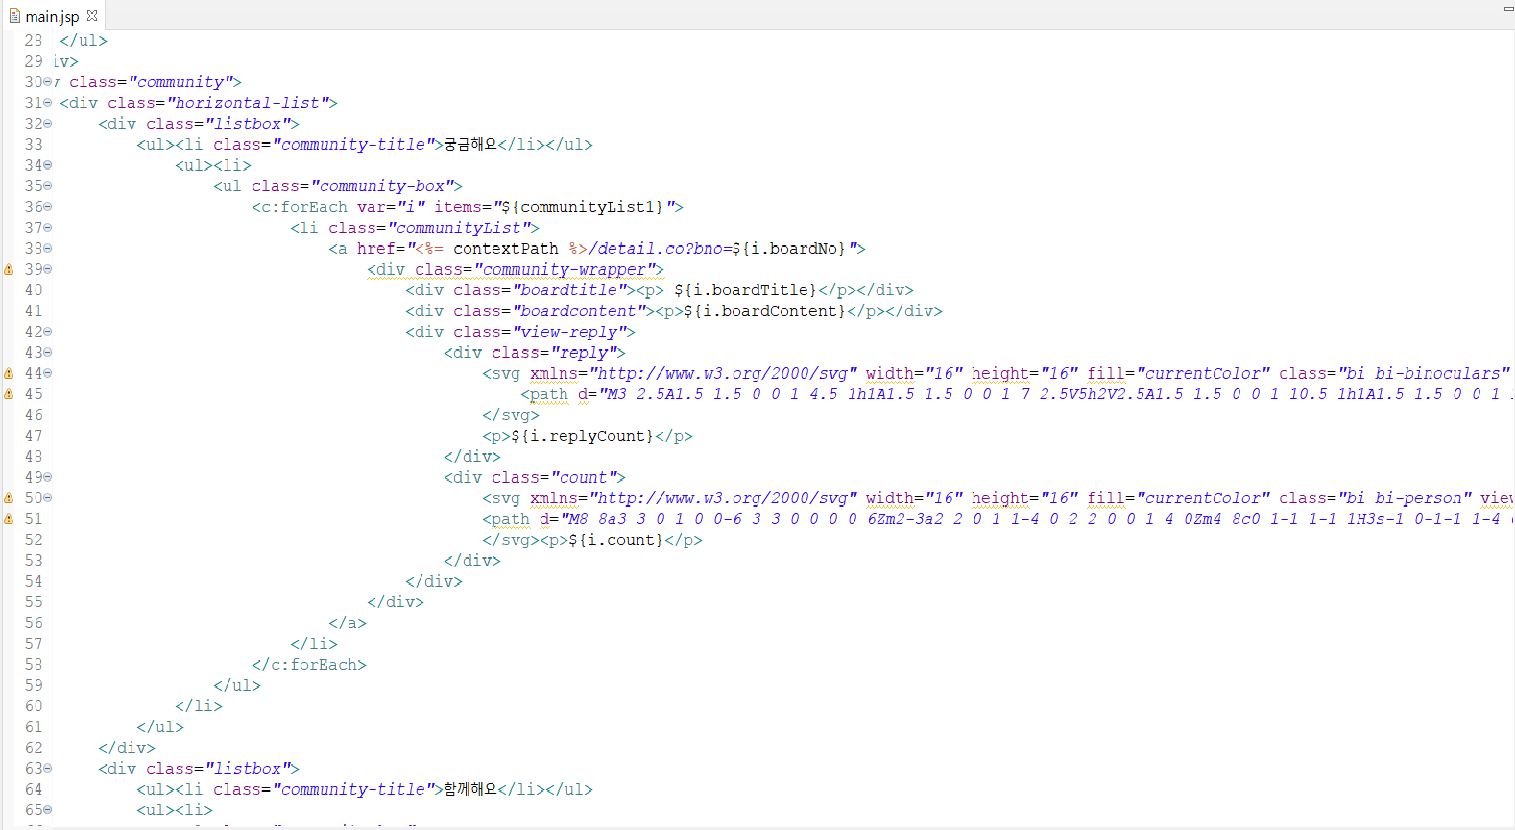 main.jsp
28 </ul>
29 iv>
30 r class="community">
31 <div class="horizontal-list">
32 <div class="listbox">
33 <ul><li class="community-title">궁금해요</li></ul>
34 <ul><li>
35 <ul class="community-box">
36 <c:forEach var="i" items="${communityList1}">
37 <li class="communityList">
38 <a href="<%= contextPath %>/detail.co?bno=${i.boardNo}">
39 <div class="community-wrapper">
40 <div class="boardtitle"><p> ${i.boardTitle}</p></div>
41 <div class="boardcontent"><p>${i.boardContent}</p></div>
42 <div class="view-reply">
43 <div class="reply">
44 <svg xmlns="http://www.w3.org/2000/svg" width="16" height="16" fill="currentColor" class="bi bi-binoculars"
45 <path d="M3 2.5A1.5 1.5 0 0 1 4.5 1h1A1.5 1.5 0 0 1 7 2.5V5h2V2.5A1.5 1.5 0 0 1 10.5 1h1A1.5 1.5 0 0 1
46 </svg>
47 <p>${i.replyCount}</p>
48 </div>
49 <div class="count">
50 <svg xmlns="http://www.w3.org/2000/svg" width="16" height="16" fill="currentColor" class="bi bi-person" view
51 <path d="M8 8a3 3 0 1 0 0-6 3 3 0 0 0 0 6Zm2-3a2 2 0 1 1-4 0 2 2 0 0 1 4 0Zm4 8c0 1-1 1-1 1H3s-1 0-1-1 1-4
52 </svg><p>${i.count}</p>
53 </div>
54 </div>
55 </div>
56 </a>
57 </li>
58 </c:forEach>
59 </ul>
60 </li>
61 </ul>
62 </div>
63 <div class="listbox">
64 <ul><li class="community-title">함께해요</li></ul>
65 <ul><li>